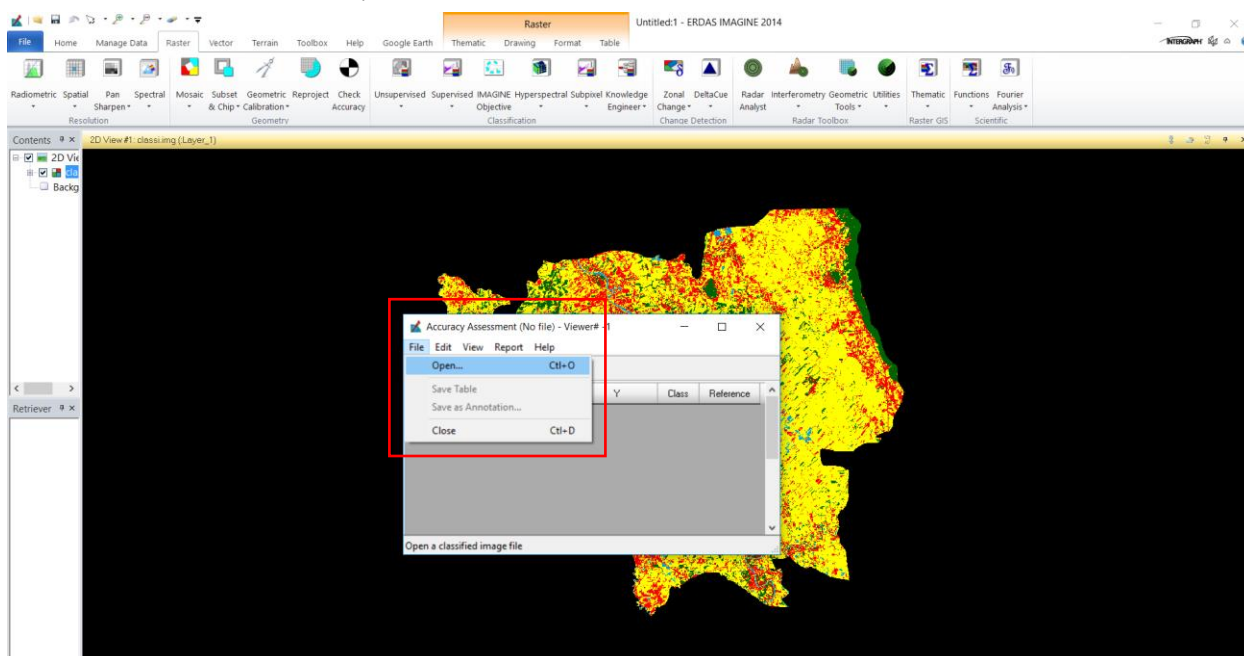 Raster
Untitled:1 - ERDAS IMAGINE 2014
File Home Manage Data Raster Vector Terrain Toolbox Help Google Earth Thematic Drawing Format Table
INTERGRAPH
Radiometric Spatial Pan Spectral Mosaic Subset Geometric Reproject Check Unsupervised Supervised IMAGINE Hyperspectral Subpixel Knowledge Zonal DeltaCue Radar Interferometry Geometric Utilities Thematic Functions Fourier
Sharpen & Chip Calibration Accuracy Objective Engineer Change Analyst Tools Analysis
Resolution Geometry Classification Change Detection Radar Toolbox Raster GIS Scientific
Contents 2D View #1: classi.img (:Layer_1)
2D Vie
cla
Backg
Accuracy Assessment (No file) - Viewer# -1
File Edit View Report Help
Open... Ctl+O
Save Table Y Class Reference
Save as Annotation...
Close Ctl+D
Retriever
Open a classified image file